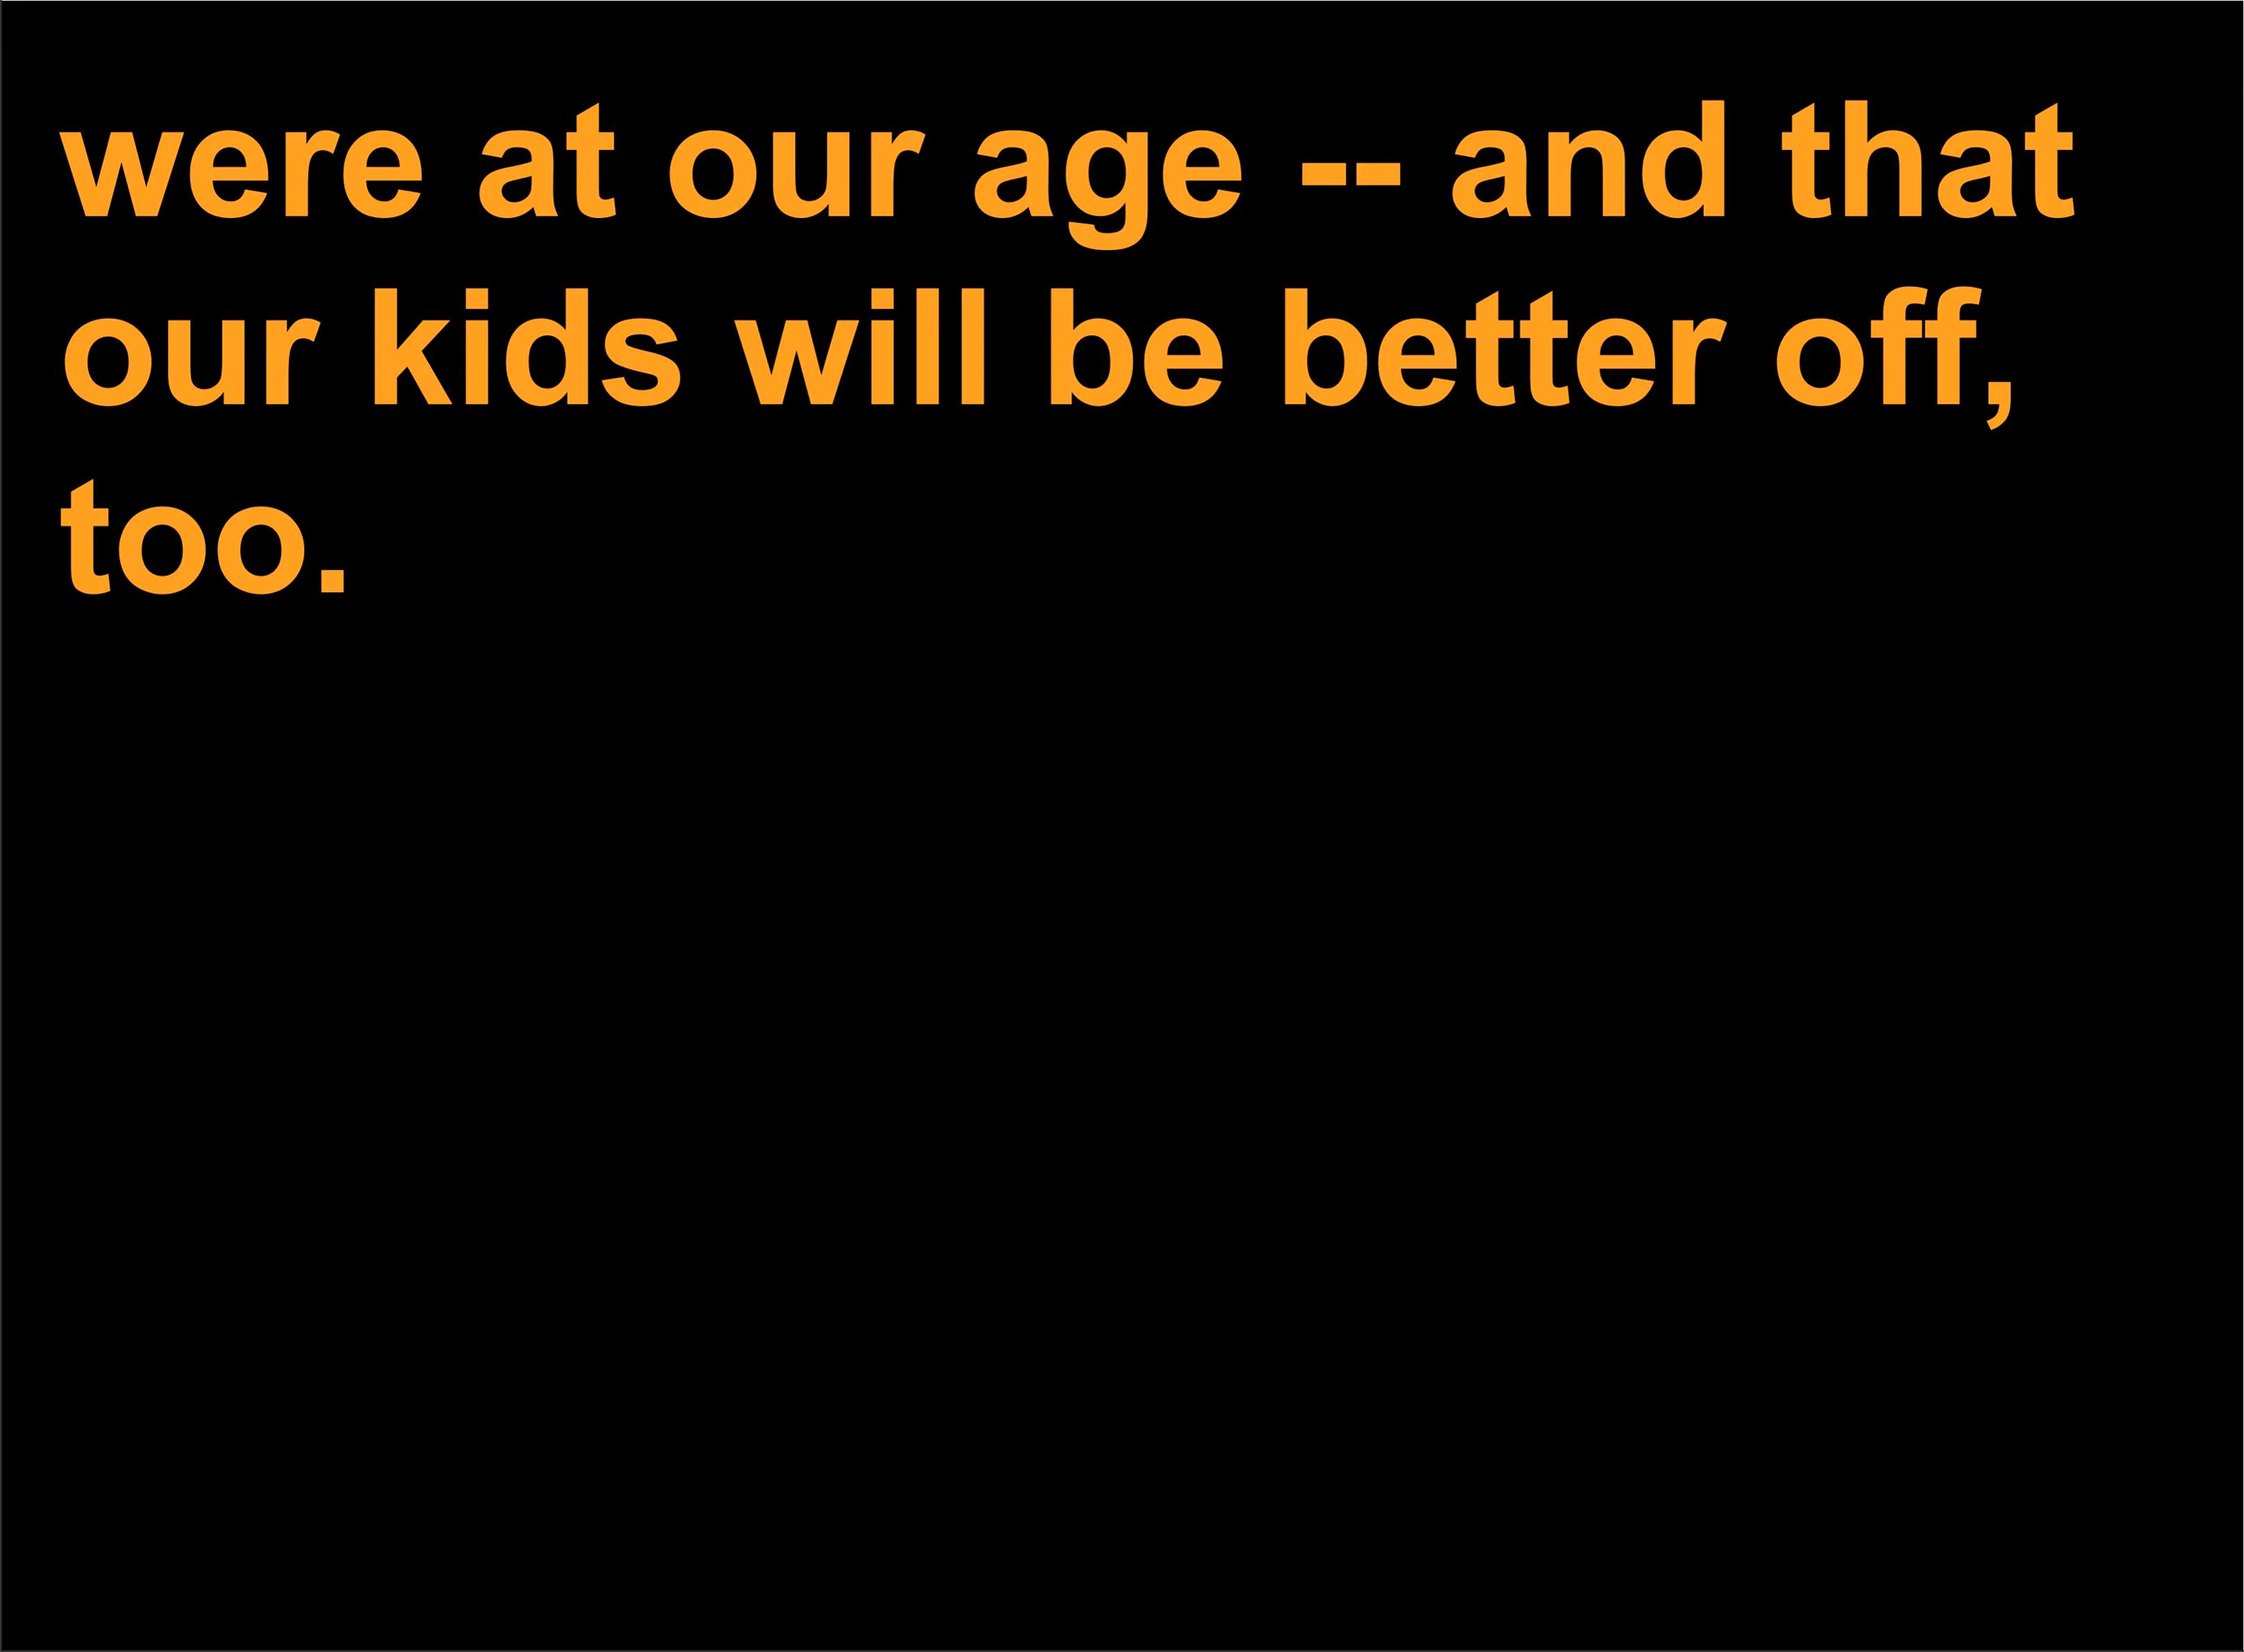 were at our age -- and that
our kids will be better off,
too.